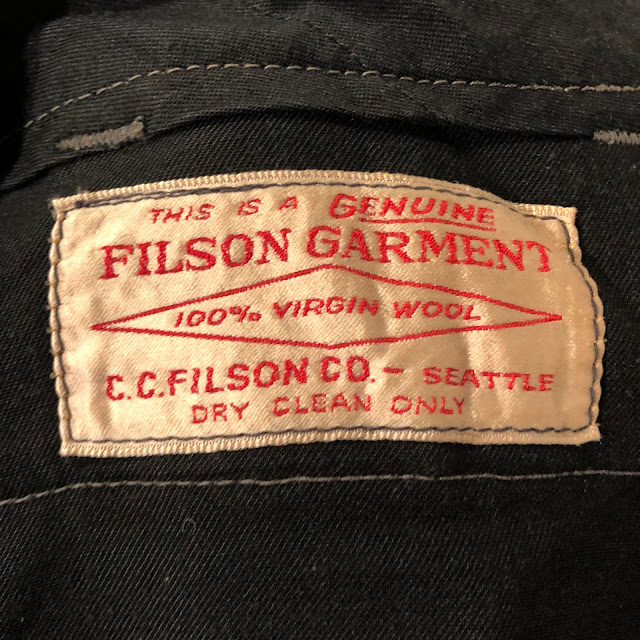 THIS IS A GENUINE
FILSON GARMENT
100% VIRGIN WOOL
C.C.FILSON CO.- SEATTLE
DRY CLEAN ONLY